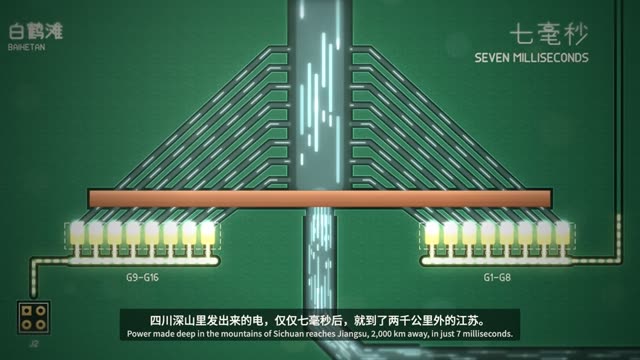 白鹤滩
BAIHETAN
七毫秒
SEVEN MILLISECONDS
G9-G16
G1-G8
J2
四川深山里发出来的电，仅仅七毫秒后，就到了两千公里外的江苏。
Power made deep in the mountains of Sichuan reaches Jiangsu, 2,000 km away, in just 7 milliseconds.